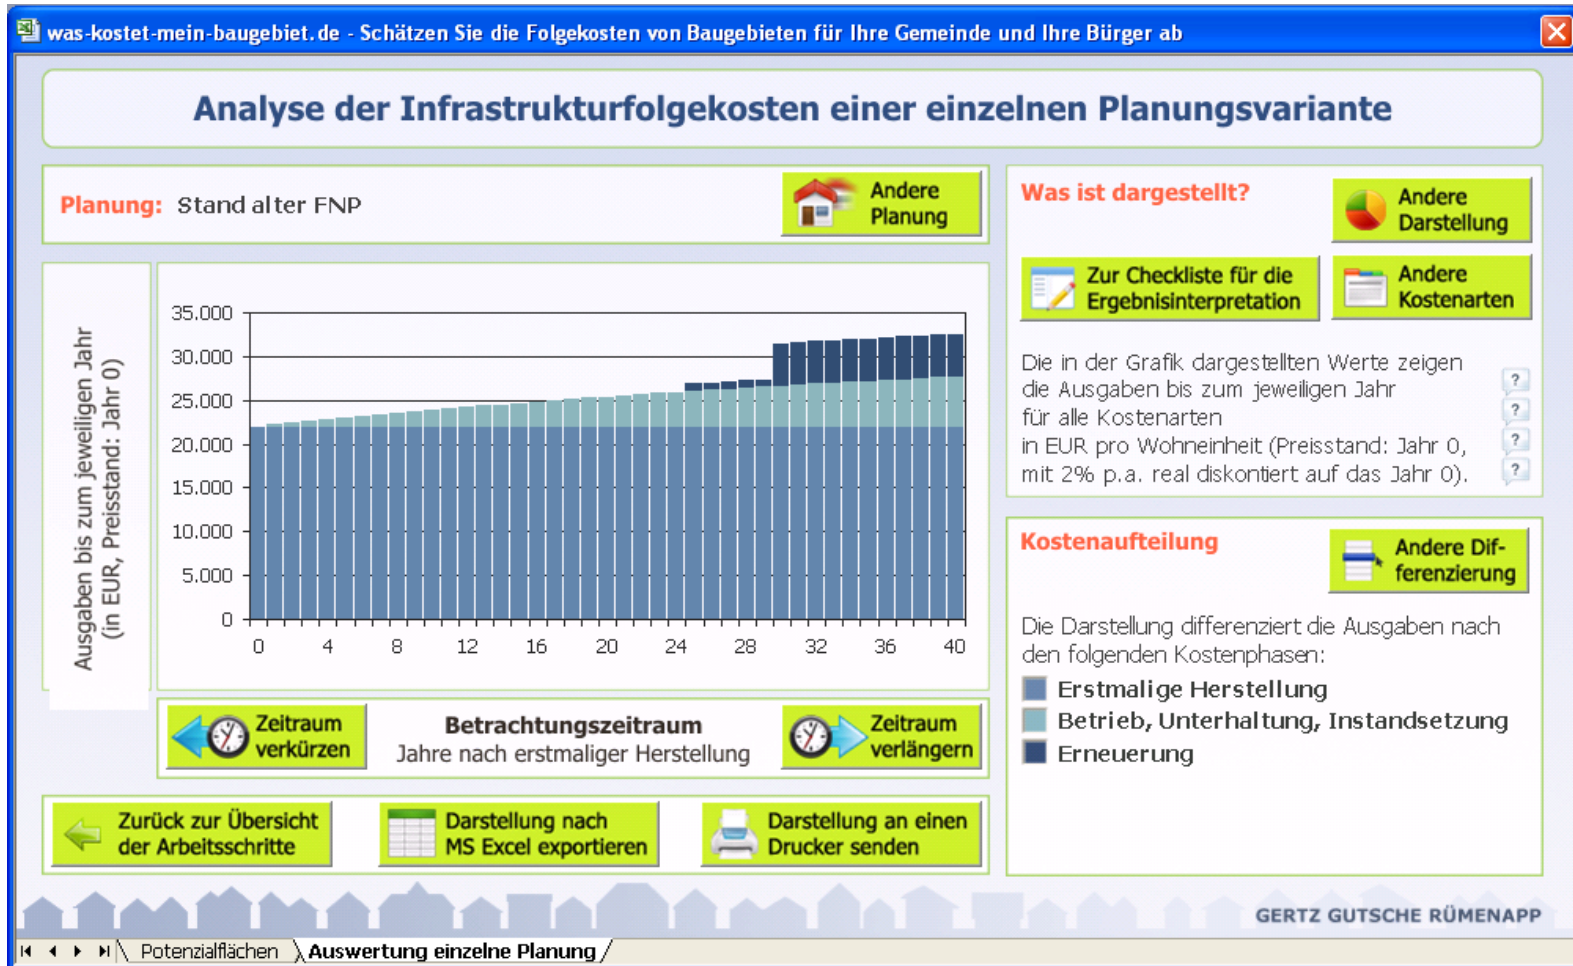 was-kostet-mein-baugebiet.de - Schätzen Sie die Folgekosten von Baugebieten für Ihre Gemeinde und Ihre Bürger ab
Analyse der Infrastrukturfolgekosten einer einzelnen Planungsvariante
Planung: Stand alter FNP
Andere
Planung
Was ist dargestellt?
Andere
Darstellung
Zur Checkliste für die
Ergebnisinterpretation
Andere
Kostenarten
Die in der Grafik dargestellten Werte zeigen
die Ausgaben bis zum jeweiligen Jahr
für alle Kostenarten
in EUR pro Wohneinheit (Preisstand: Jahr 0,
mit 2% p.a. real diskontiert auf das Jahr 0).
?
?
?
?
Ausgaben bis zum jeweiligen Jahr
(in EUR, Preisstand: Jahr 0)
35.000
30.000
25.000
20.000
15.000
10.000
5.000
0
0 4 8 12 16 20 24 28 32 36 40
Kostenaufteilung
Andere Dif-
ferenzierung
Die Darstellung differenziert die Ausgaben nach
den folgenden Kostenphasen:
Erstmalige Herstellung
Betrieb, Unterhaltung, Instandsetzung
Erneuerung
Zeitraum
verkürzen
Betrachtungszeitraum
Jahre nach erstmaliger Herstellung
Zeitraum
verlängern
Zurück zur Übersicht
der Arbeitsschritte
Darstellung nach
MS Excel exportieren
Darstellung an einen
Drucker senden
GERTZ GUTSCHE RÜMENAPP
Potenzialflächen
Auswertung einzelne Planung